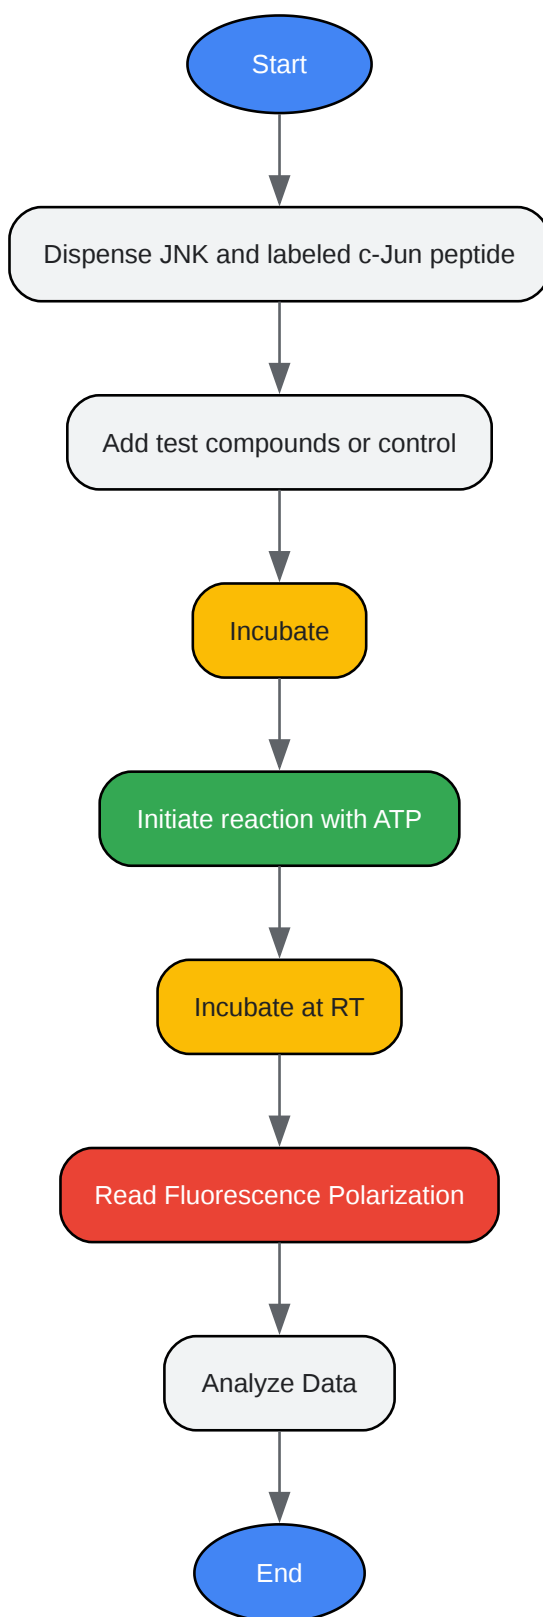 Start
Dispense JNK and labeled c-Jun peptide
Add test compounds or control
Incubate
Initiate reaction with ATP
Incubate at RT
Read Fluorescence Polarization
Analyze Data
End